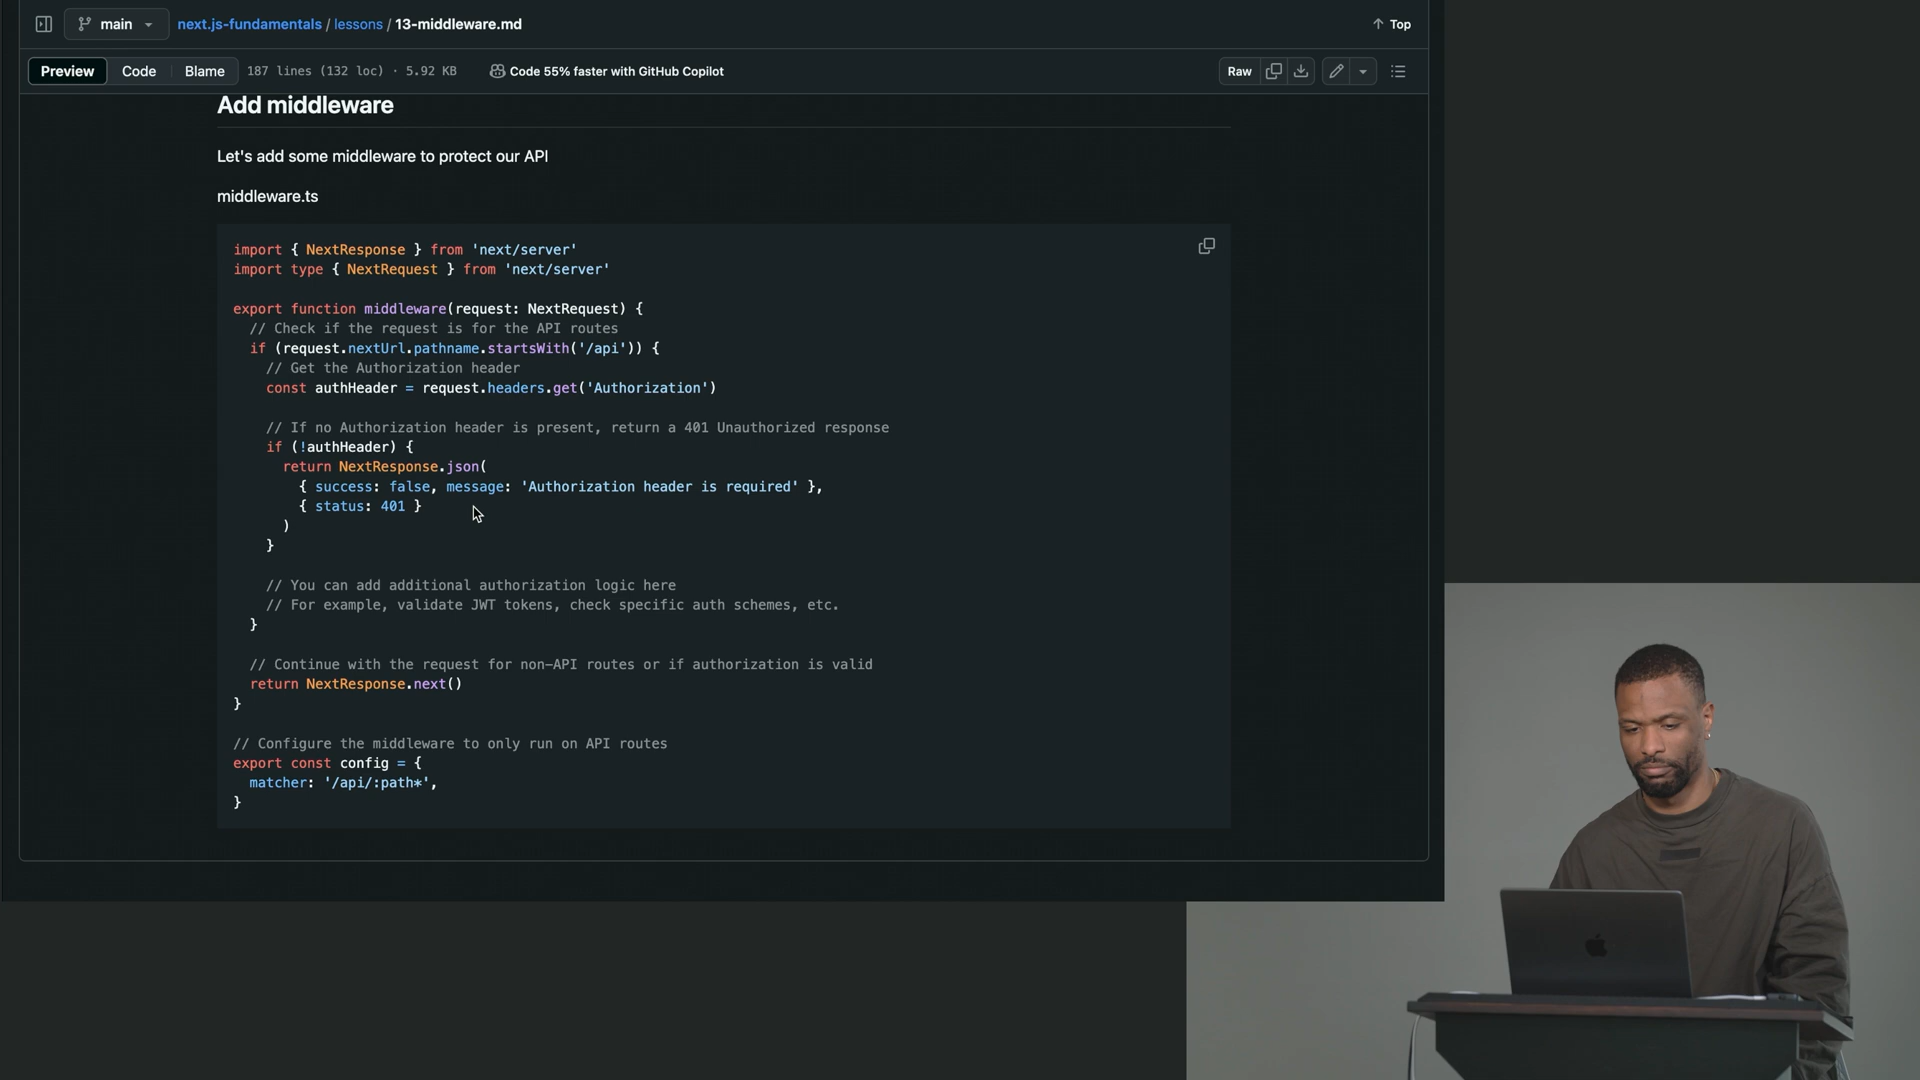 main
next.js-fundamentals / lessons / 13-middleware.md
Top
Preview Code Blame 187 lines (132 loc) · 5.92 KB Code 55% faster with GitHub Copilot Raw
Add middleware
Let's add some middleware to protect our API
middleware.ts
import { NextResponse } from 'next/server'
import type { NextRequest } from 'next/server'
export function middleware(request: NextRequest) {
// Check if the request is for the API routes
if (request.nextUrl.pathname.startsWith('/api')) {
// Get the Authorization header
const authHeader = request.headers.get('Authorization')
// If no Authorization header is present, return a 401 Unauthorized response
if (!authHeader) {
return NextResponse.json(
{ success: false, message: 'Authorization header is required' },
{ status: 401 }
)
}
// You can add additional authorization logic here
// For example, validate JWT tokens, check specific auth schemes, etc.
}
// Continue with the request for non-API routes or if authorization is valid
return NextResponse.next()
}
// Configure the middleware to only run on API routes
export const config = {
matcher: '/api/:path*',
}